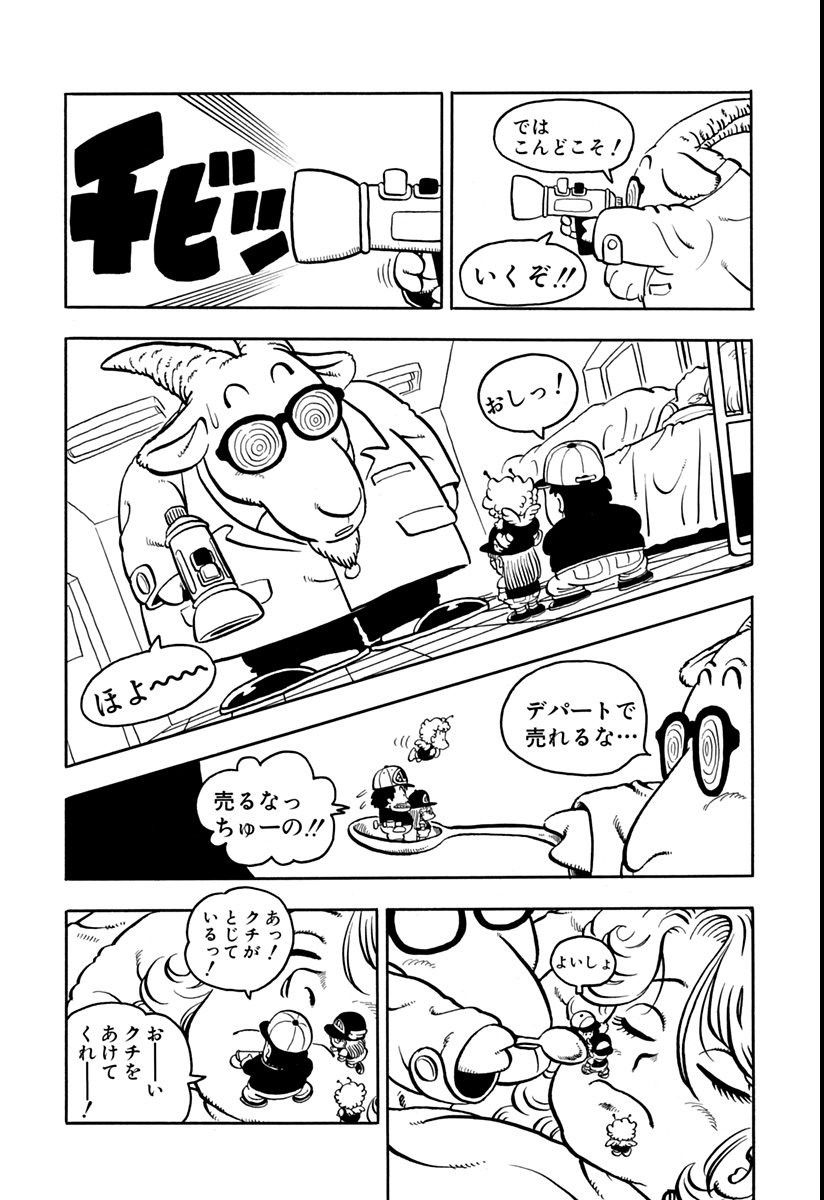 では
こんどこそ！
いくぞ!!
チビッ
おしっ！
ほよ〜〜〜
デパートで
売れるな…
売るなっ
ちゅーの!!
よいしょ
あっ！
クチが
とじて
いるっ！
おーい
クチを
あけて
くれ──！